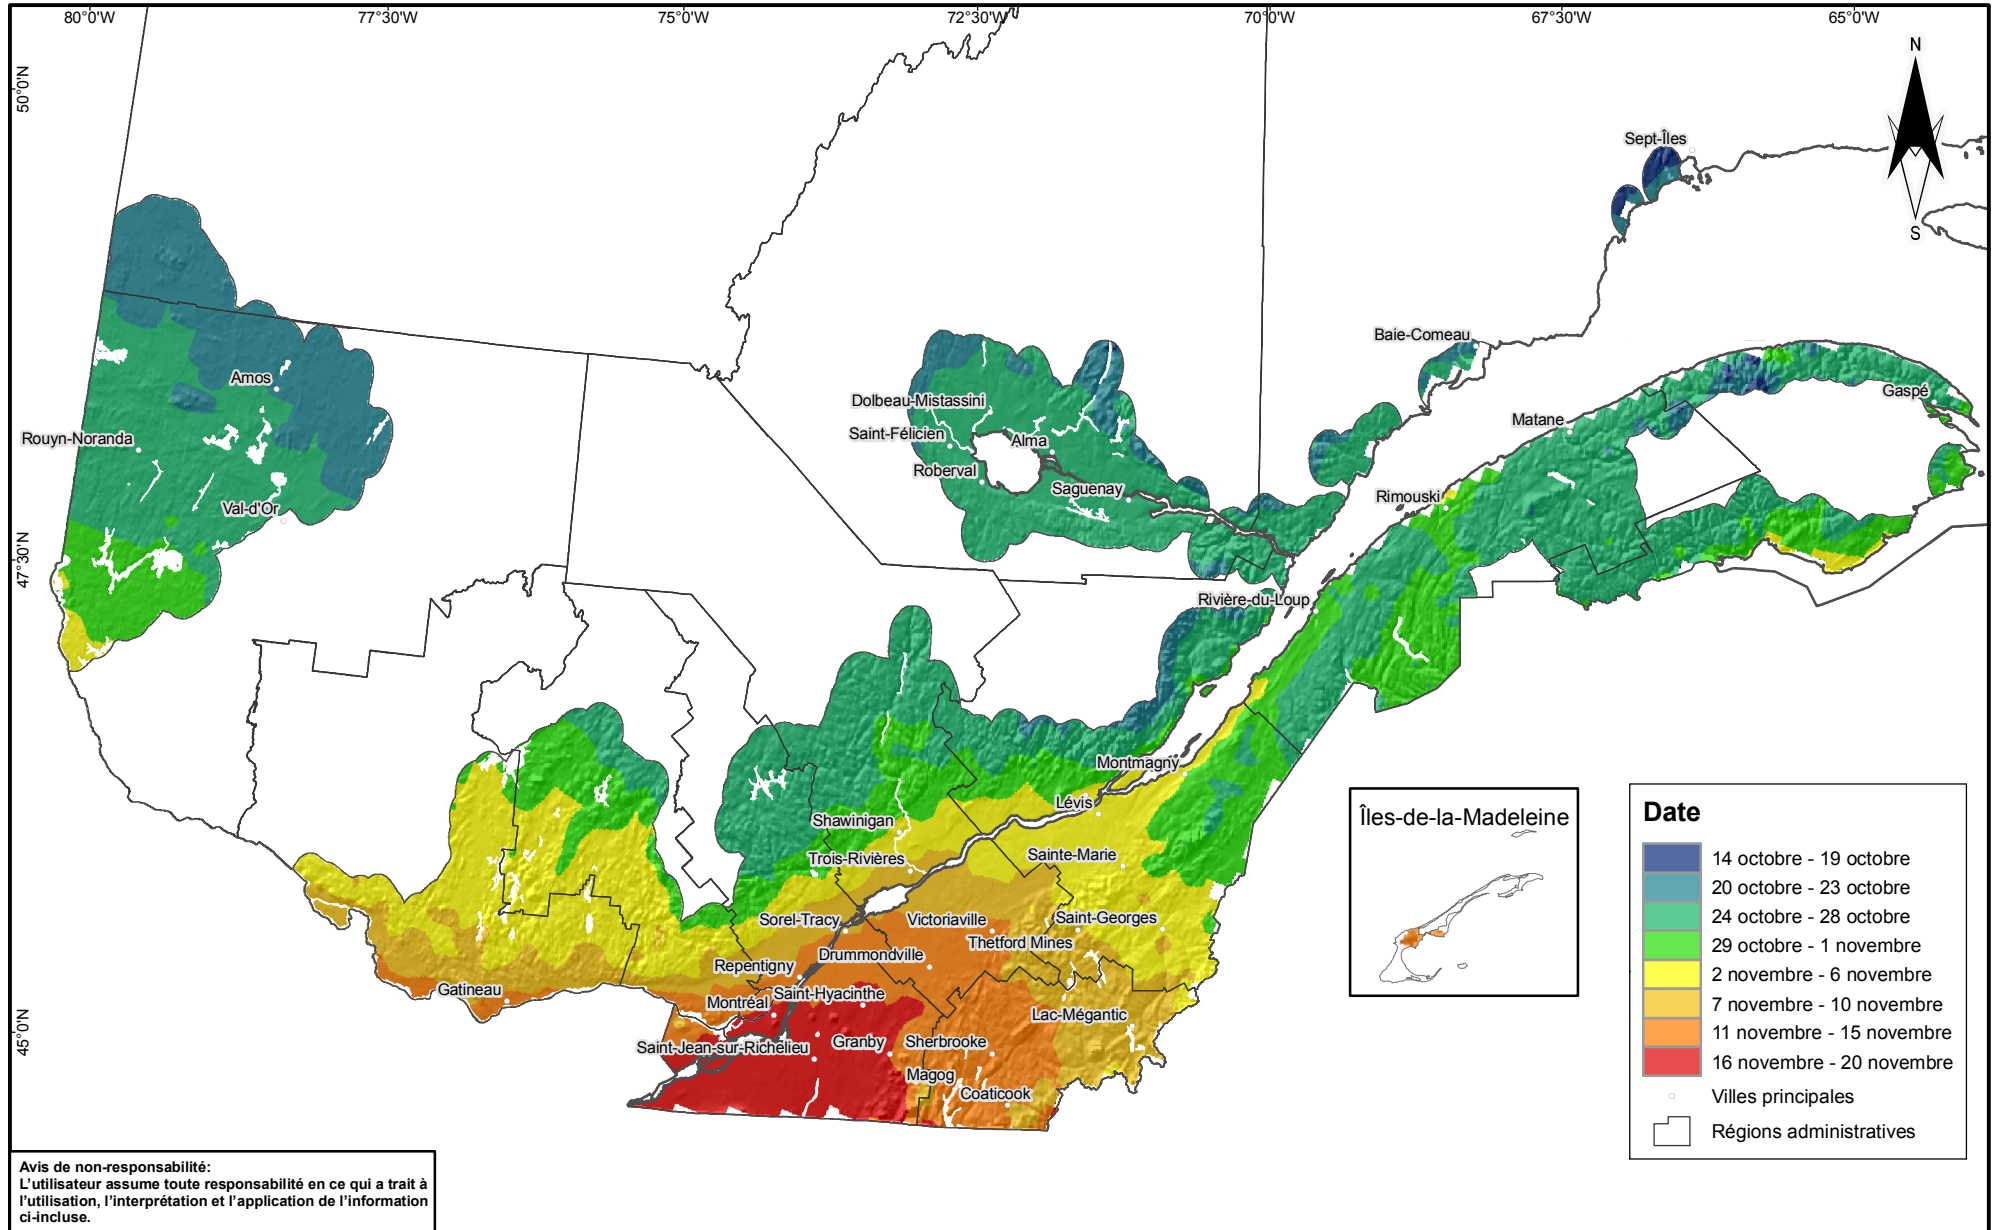 80°0'W
77°30'W
75°0'W
72°30'W
70°0'W
67°30'W
65°0'W
50°0'N
47°30'N
45°0'N
N
S
Sept-Îles
Baie-Comeau
Gaspé
Matane
Rimouski
Amos
Rouyn-Noranda
Val-d'Or
Dolbeau-Mistassini
Saint-Félicien
Alma
Roberval
Saguenay
Rivière-du-Loup
Montmagny
Lévis
Shawinigan
Trois-Rivières
Sainte-Marie
Sorel-Tracy
Victoriaville
Saint-Georges
Thetford Mines
Drummondville
Repentigny
Gatineau
Montréal
Saint-Hyacinthe
Lac-Mégantic
Saint-Jean-sur-Richelieu
Granby
Sherbrooke
Magog
Coaticook
Îles-de-la-Madeleine
Date
14 octobre - 19 octobre
20 octobre - 23 octobre
24 octobre - 28 octobre
29 octobre - 1 novembre
2 novembre - 6 novembre
7 novembre - 10 novembre
11 novembre - 15 novembre
16 novembre - 20 novembre
Villes principales
Régions administratives
Avis de non-responsabilité:
L'utilisateur assume toute responsabilité en ce qui a trait à
l'utilisation, l'interprétation et l'application de l'information
ci-incluse.